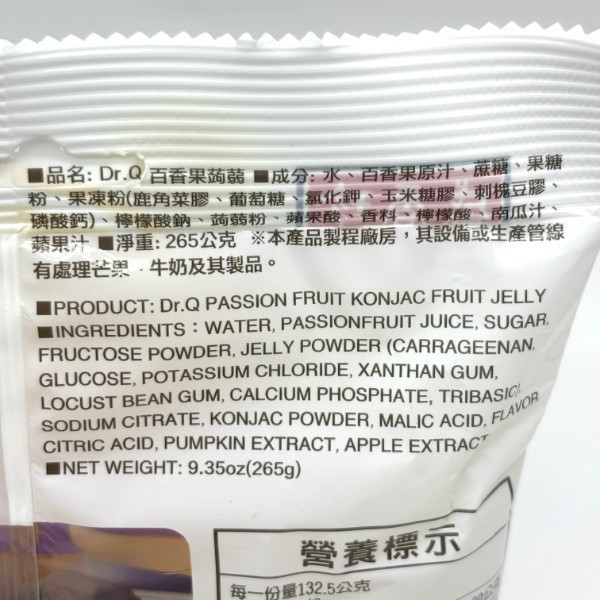 ■品名: Dr.Q 百香果蒟蒻 ■成分: 水、百香果原汁、蔗糖、果糖
粉、果凍粉(鹿角菜膠、葡萄糖、氯化鉀、玉米糖膠、刺槐豆膠、
磷酸鈣)、檸檬酸鈉、蒟蒻粉、蘋果酸、香料、檸檬酸、南瓜汁、
蘋果汁 ■淨重: 265公克 ※本產品製程廠房，其設備或生產管線
有處理芒果、牛奶及其製品。
■PRODUCT: Dr.Q PASSION FRUIT KONJAC FRUIT JELLY
■INGREDIENTS：WATER, PASSIONFRUIT JUICE, SUGAR,
FRUCTOSE POWDER, JELLY POWDER (CARRAGEENAN,
GLUCOSE, POTASSIUM CHLORIDE, XANTHAN GUM,
LOCUST BEAN GUM, CALCIUM PHOSPHATE, TRIBASIC),
SODIUM CITRATE, KONJAC POWDER, MALIC ACID, FLAVOR,
CITRIC ACID, PUMPKIN EXTRACT, APPLE EXTRACT
■NET WEIGHT: 9.35oz(265g)
營養標示
每一份量132.5公克